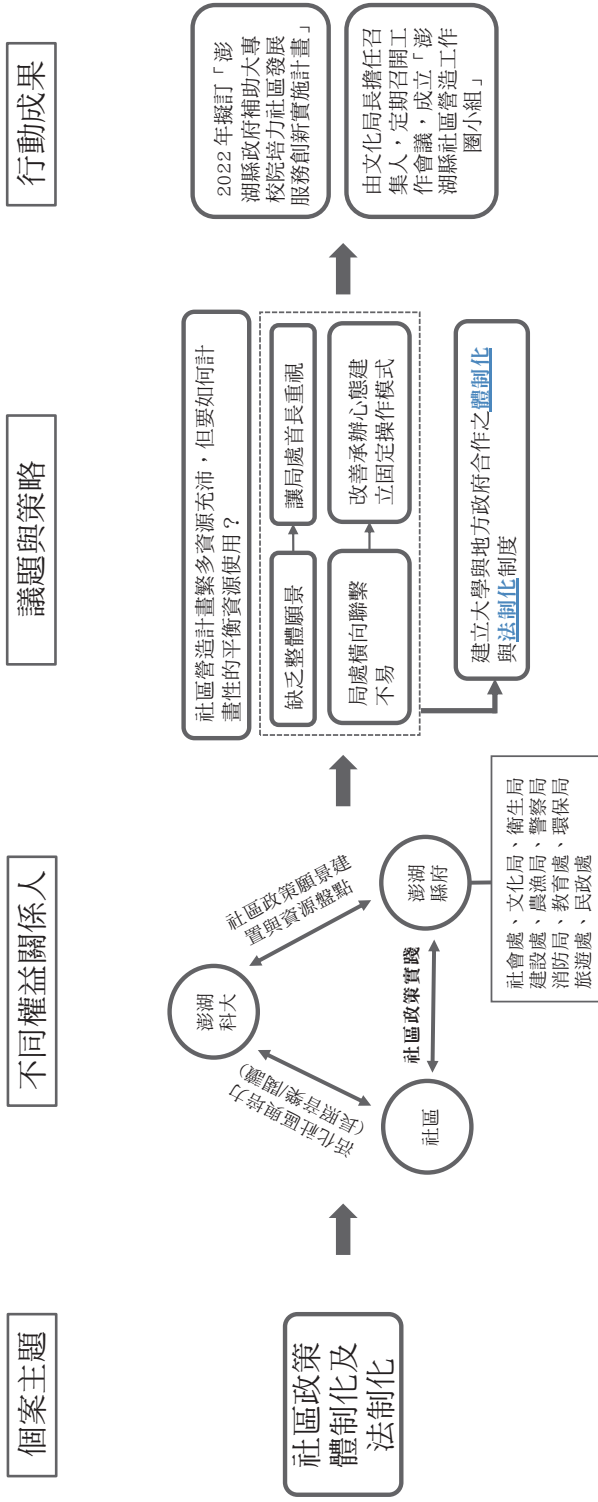 個案主題
社區政策
體制化及
法制化
不同權益關係人
澎湖
科大
社區政策願景建
置與資源盤點
活化社區與培力
(長照音樂/閱讀)
社區
社區政策實踐
澎湖
縣府
社會處、文化局、衛生局
建設處、農漁局、警察局
消防局、教育處、環保局
旅遊處、民政處
議題與策略
社區營造計畫繁多資源充沛，但要如何計
畫性的平衡資源使用？
缺乏整體願景
讓局處首長重視
局處橫向聯繫
不易
改善承辦心態建
立固定操作模式
建立大學與地方政府合作之體制化
與法制化制度
行動成果
2022 年擬訂「澎
湖縣政府補助大專
校院培力社區發展
服務創新實施計畫」
由文化局長擔任召
集人，定期召開工
作會議，成立「澎
湖縣社區營造工作
圈小組」